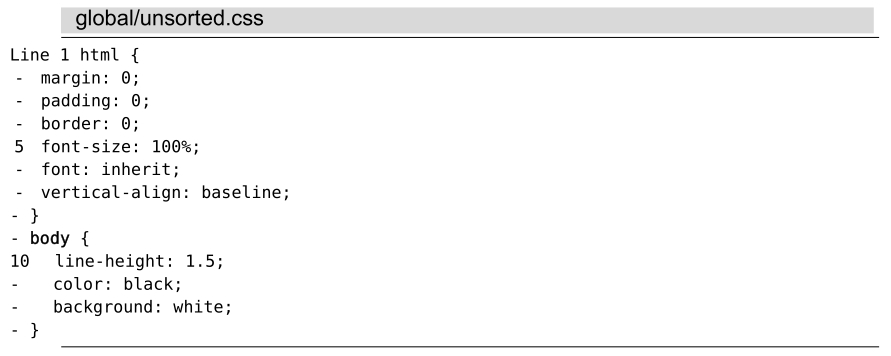 global/unsorted.css
Line 1 html {
- margin: 0;
- padding: 0;
- border: 0;
5 font-size: 100%;
- font: inherit;
- vertical-align: baseline;
- }
- body {
10 line-height: 1.5;
- color: black;
- background: white;
- }